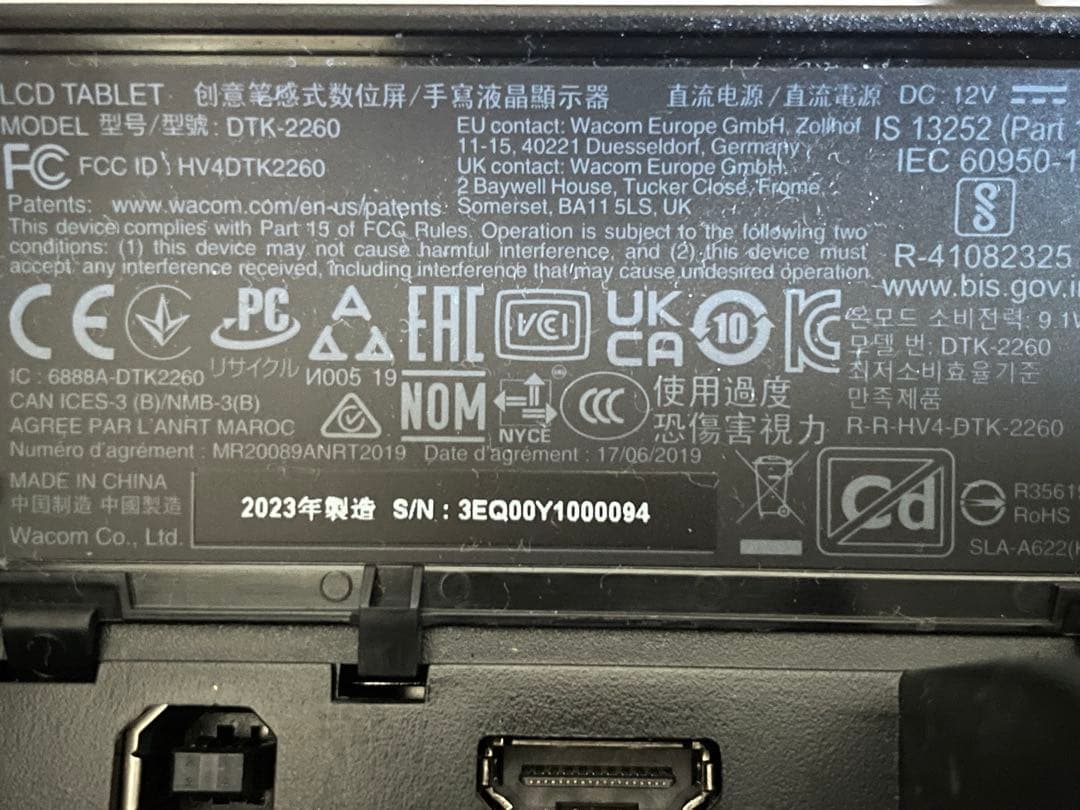 LCD TABLET 创意笔感式数位屏/手寫液晶顯示器 直流电源/直流電源 DC 12V
MODEL 型号/型號: DTK-2260
FC FCC ID: HV4DTK2260
Patents: www.wacom.com/en-us/patents
EU contact: Wacom Europe GmbH, Zollhof
11-15, 40221 Duesseldorf, Germany
UK contact: Wacom Europe GmbH,
2 Baywell House, Tucker Close, Frome,
Somerset, BA11 5LS, UK
IS 13252 (Part
IEC 60950-1
R-41082325
www.bis.gov.in
This device complies with Part 15 of FCC Rules. Operation is subject to the following two
conditions: (1) this device may not cause harmful interference, and (2) this device must
accept any interference received, including interference that may cause undesired operation.
CE PC EAC VCI UK CA 10 KC
リサイクル
И005 19
온모드 소비전력: 9.1W
모델 번: DTK-2260
최저소비효율기준
만족제품
R-R-HV4-DTK-2260
IC : 6888A-DTK2260
CAN ICES-3 (B)/NMB-3(B)
AGREE PAR L'ANRT MAROC
NOM NYCE CCC
使用過度
恐傷害視力
Numéro d'agrément : MR20089ANRT2019 Date d'agrément : 17/06/2019
MADE IN CHINA
中国制造 中國製造
Wacom Co., Ltd.
2023年製造 S/N : 3EQ00Y1000094
Cd
R3561
RoHS
SLA-A622(